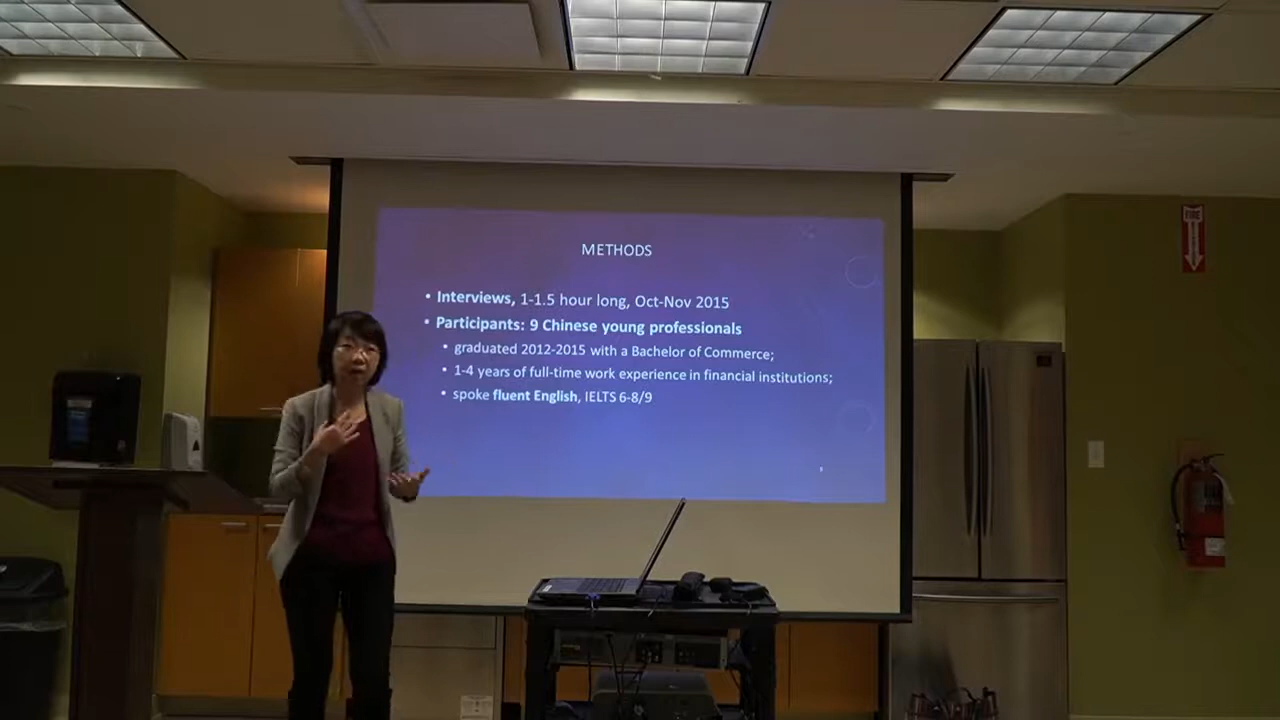 METHODS
• Interviews, 1-1.5 hour long, Oct-Nov 2015
• Participants: 9 Chinese young professionals
• graduated 2012-2015 with a Bachelor of Commerce;
• 1-4 years of full-time work experience in financial institutions;
• spoke fluent English, IELTS 6-8/9
FIRE